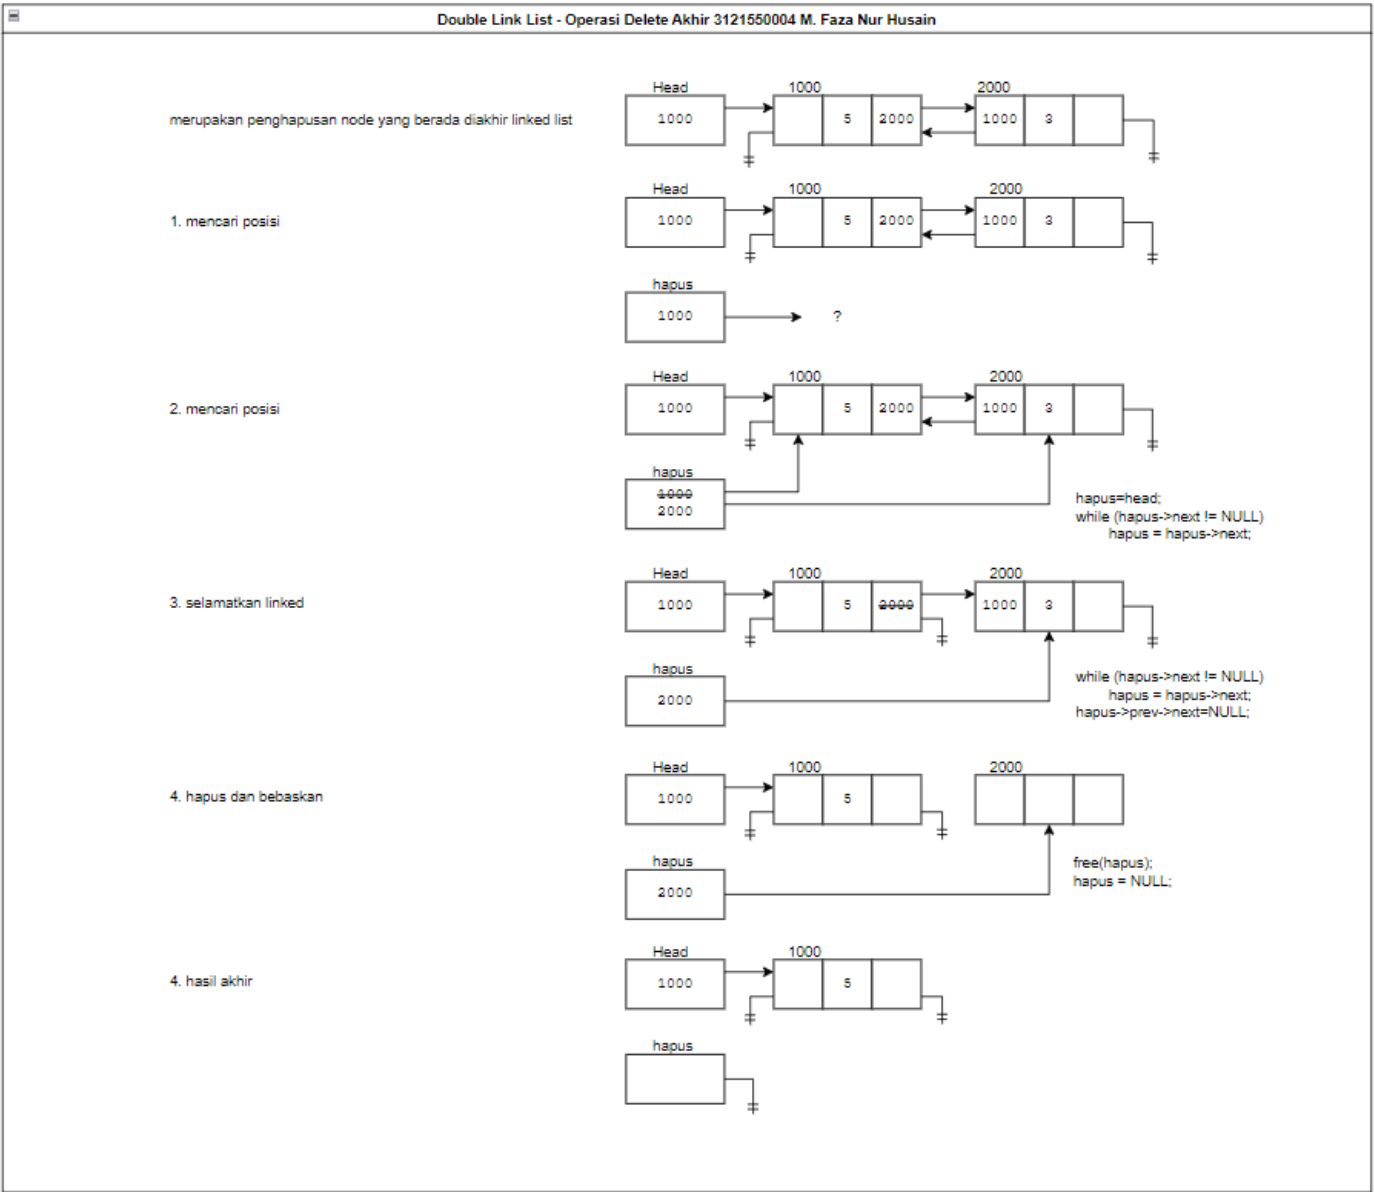 Double Link List - Operasi Delete Akhir 3121550004 M. Faza Nur Husain
merupakan penghapusan node yang berada diakhir linked list
Head 1000 2000
1000 5 2000 1000 3
1. mencari posisi
Head 1000 2000
1000 5 2000 1000 3
hapus
1000 ?
2. mencari posisi
Head 1000 2000
1000 5 2000 1000 3
hapus
1000
2000
hapus=head;
while (hapus->next != NULL)
hapus = hapus->next;
3. selamatkan linked
Head 1000 2000
1000 5 2000 1000 3
hapus
2000
while (hapus->next != NULL)
hapus = hapus->next;
hapus->prev->next=NULL;
4. hapus dan bebaskan
Head 1000 2000
1000 5
hapus
2000
free(hapus);
hapus = NULL;
4. hasil akhir
Head 1000
1000 5
hapus